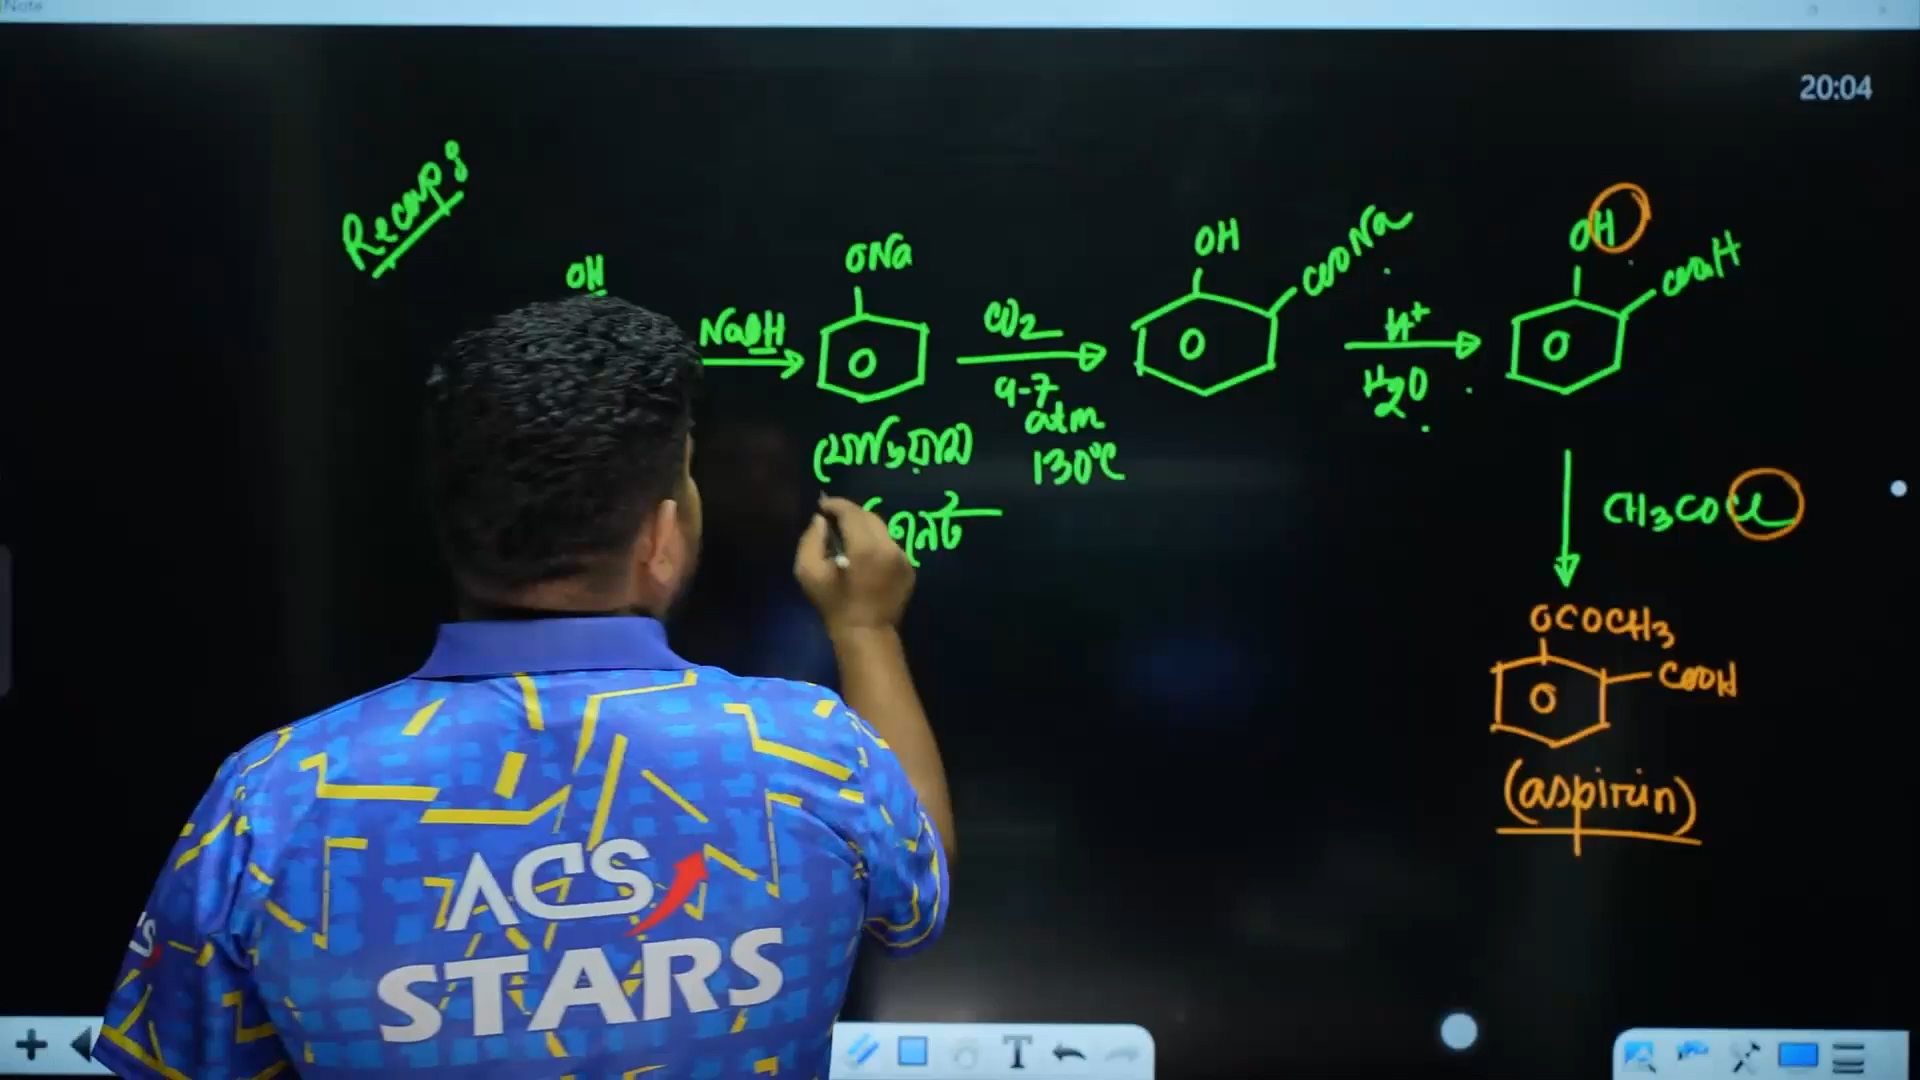 Note
20:04
Recap :
OH
NaOH
ONa
CO2
4-7
atm
130°C
সোডিয়াম
OH
COONa
H+
H2O
OH
COOH
CH3COCl
OCOCH3
COOH
(aspirin)
ACS
STARS
T